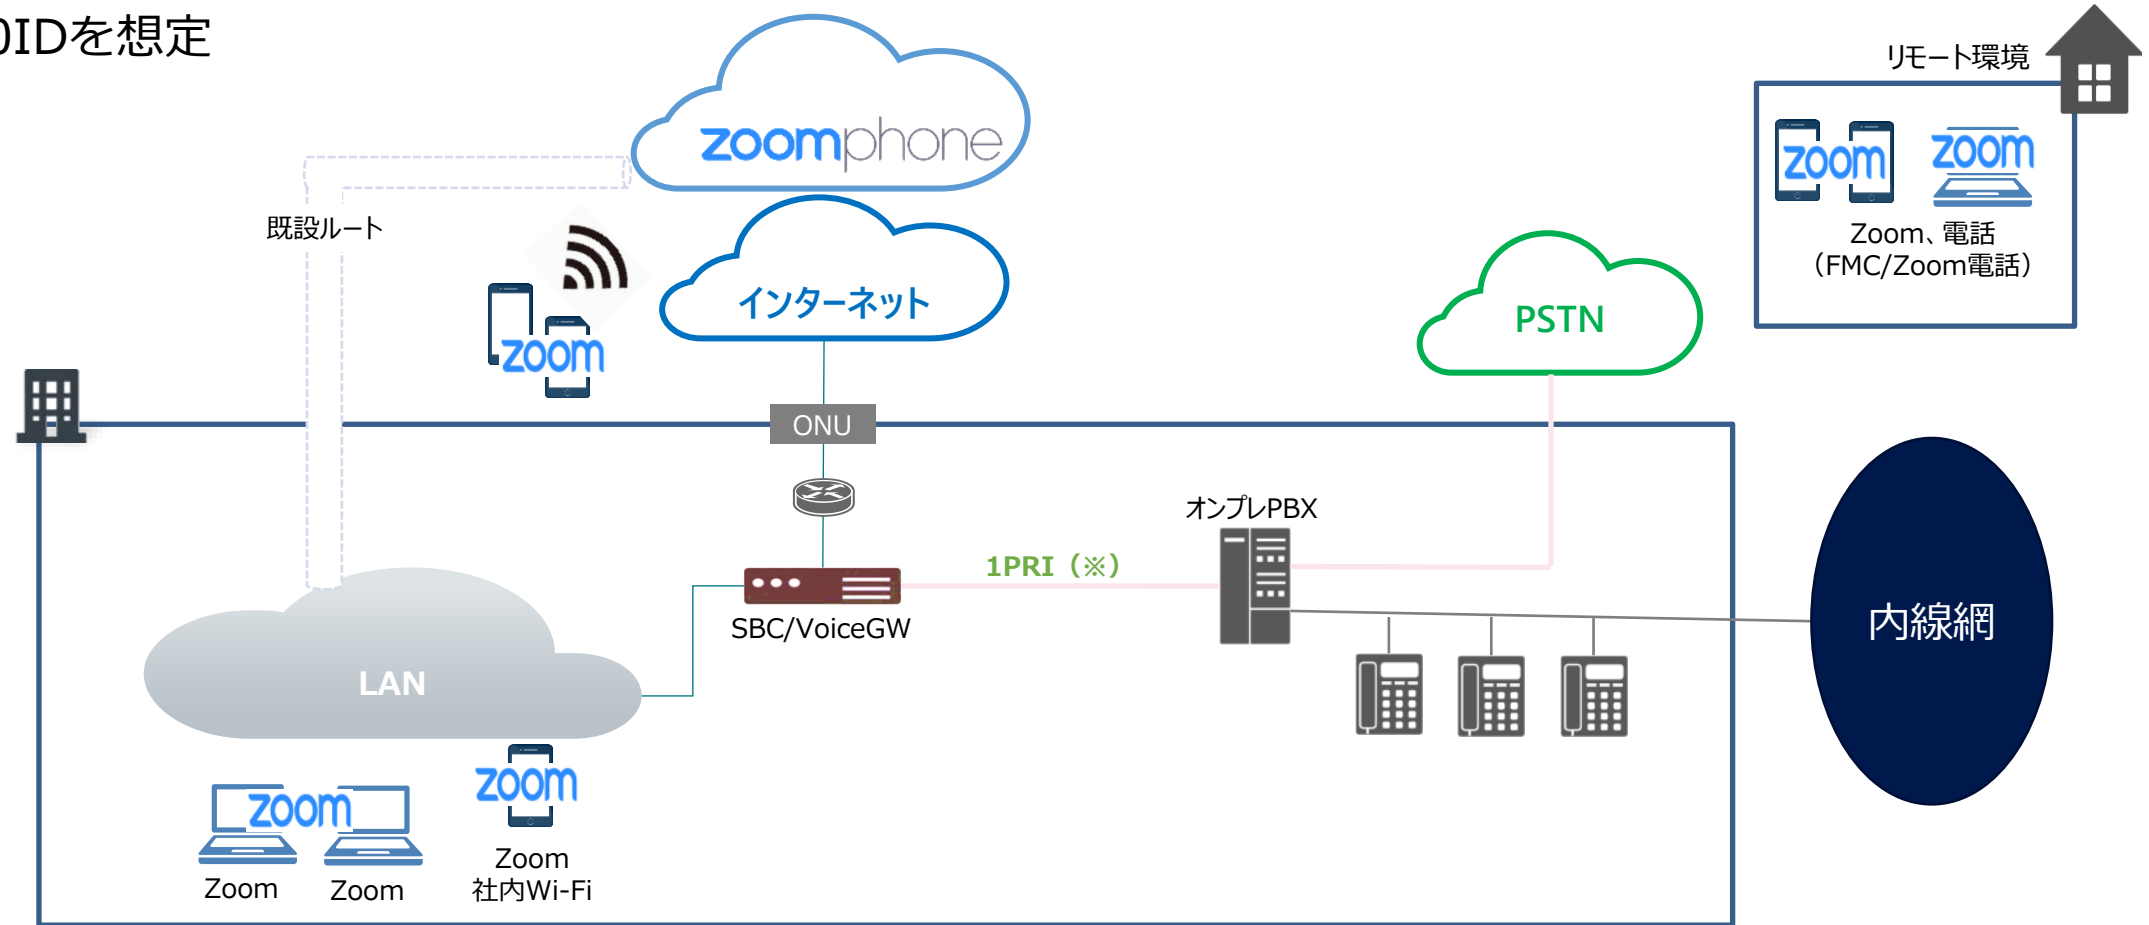 0IDを想定
zoomphone
リモート環境
zoom
zoom
Zoom、電話
（FMC/Zoom電話）
既設ルート
インターネット
zoom
PSTN
ONU
オンプレPBX
1PRI（※）
SBC/VoiceGW
内線網
LAN
zoom
zoom
Zoom
Zoom
Zoom
社内Wi-Fi